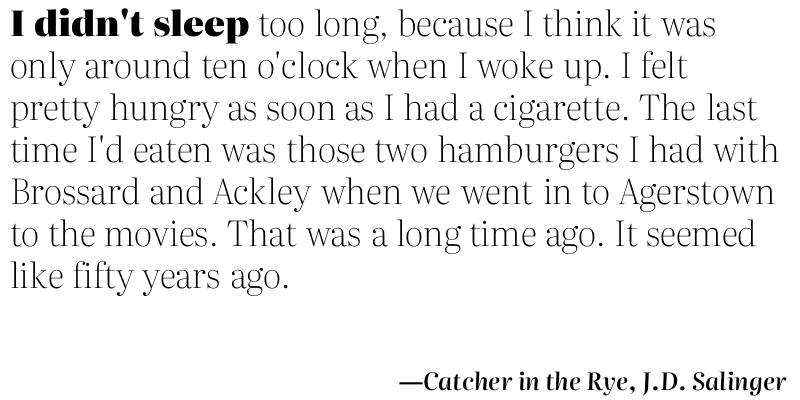 I didn't sleep too long, because I think it was
only around ten o'clock when I woke up. I felt
pretty hungry as soon as I had a cigarette. The last
time I'd eaten was those two hamburgers I had with
Brossard and Ackley when we went in to Agerstown
to the movies. That was a long time ago. It seemed
like fifty years ago.
—Catcher in the Rye, J.D. Salinger